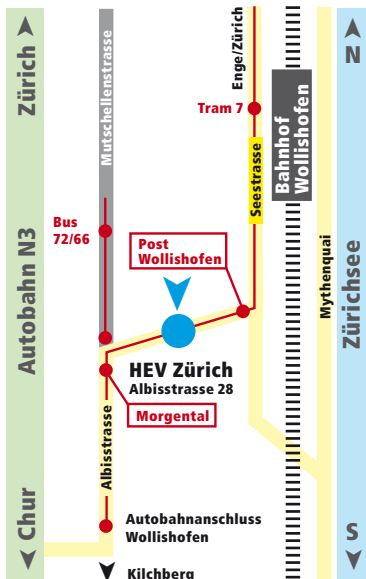 Zürich
Autobahn N3
Chur
Mutschellenstrasse
Enge/Zürich
Tram 7
Seestrasse
Bahnhof
Wollishofen
N
Zürichsee
S
Mythenquai
Bus
72/66
Post
Wollishofen
HEV Zürich
Albisstrasse 28
Morgental
Albisstrasse
Autobahnanschluss
Wollishofen
Kilchberg